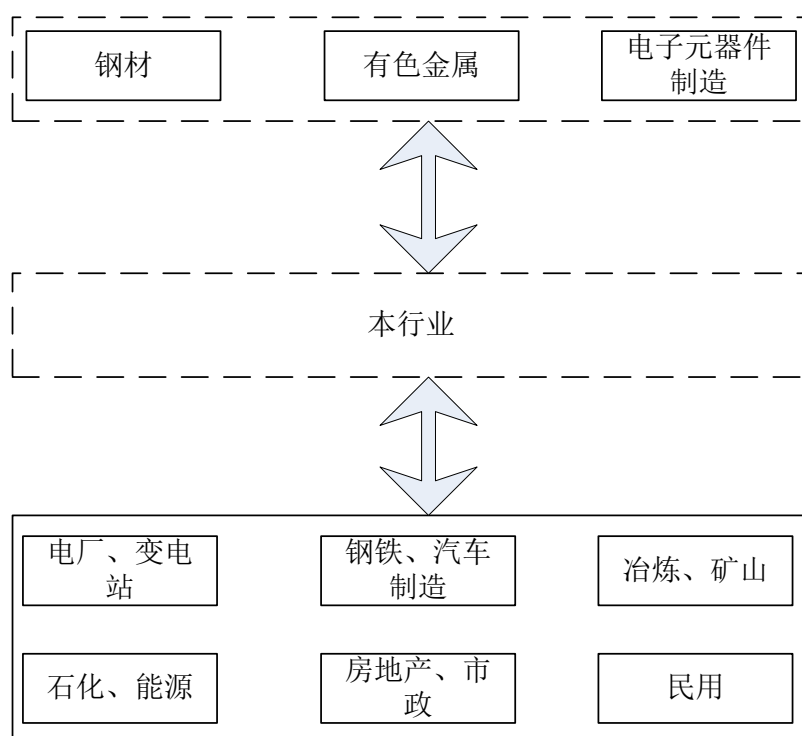 钢材
有色金属
电子元器件
制造
本行业
电厂、变电
站
钢铁、汽车
制造
冶炼、矿山
石化、能源
房地产、市
政
民用